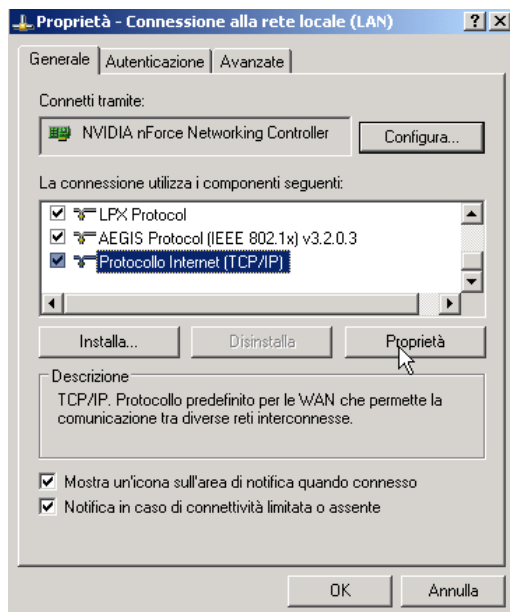 Proprietà - Connessione alla rete locale (LAN)
Generale Autenticazione Avanzate
Connetti tramite:
NVIDIA nForce Networking Controller Configura...
La connessione utilizza i componenti seguenti:
LPX Protocol
AEGIS Protocol (IEEE 802.1x) v3.2.0.3
Protocollo Internet (TCP/IP)
Installa... Disinstalla Proprietà
Descrizione
TCP/IP. Protocollo predefinito per le WAN che permette la
comunicazione tra diverse reti interconnesse.
Mostra un'icona sull'area di notifica quando connesso
Notifica in caso di connettività limitata o assente
OK Annulla